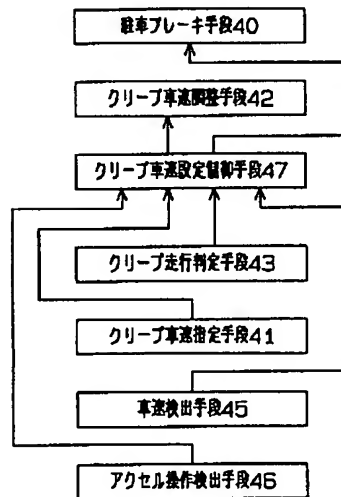 駐車ブレーキ手段40
クリープ車速調整手段42
クリープ車速設定制御手段47
クリープ走行判定手段43
クリープ車速指定手段41
車速検出手段45
アクセル操作検出手段46